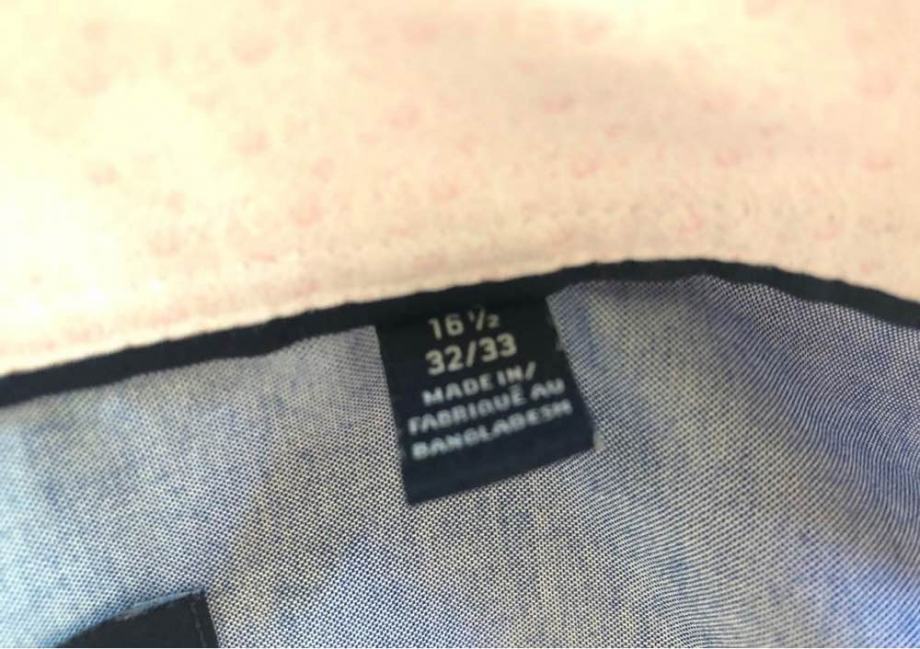 16 1/2
32/33
MADE IN/
FABRIQUÉ AU
BANGLADESH